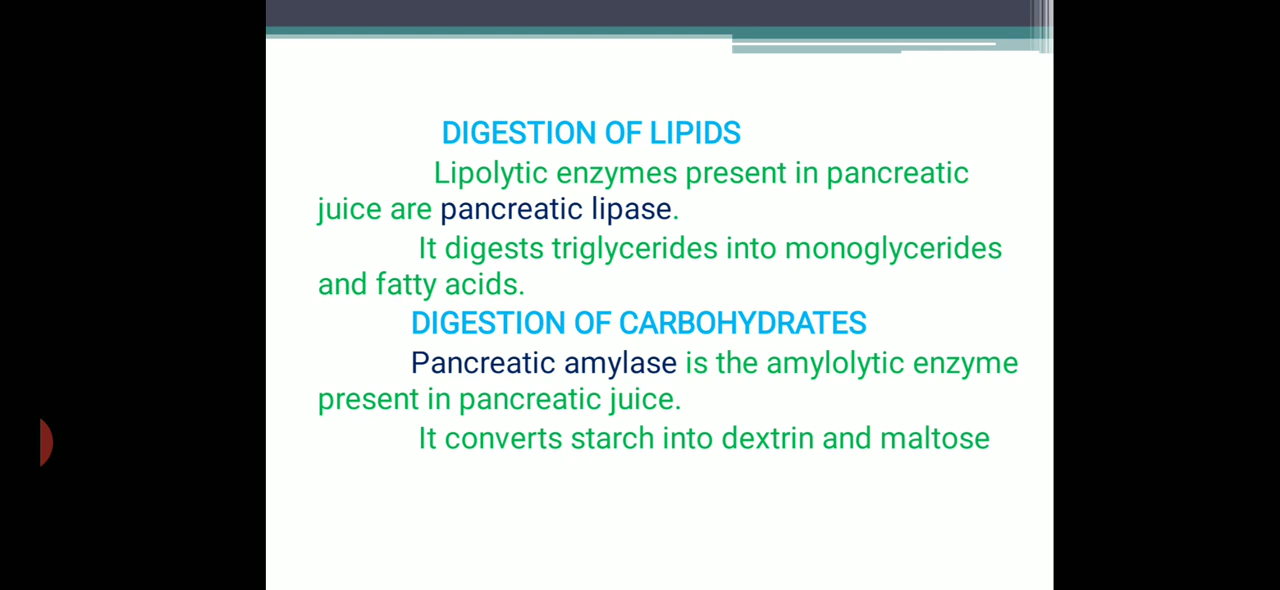 DIGESTION OF LIPIDS
Lipolytic enzymes present in pancreatic
juice are pancreatic lipase.
It digests triglycerides into monoglycerides
and fatty acids.
DIGESTION OF CARBOHYDRATES
Pancreatic amylase is the amylolytic enzyme
present in pancreatic juice.
It converts starch into dextrin and maltose